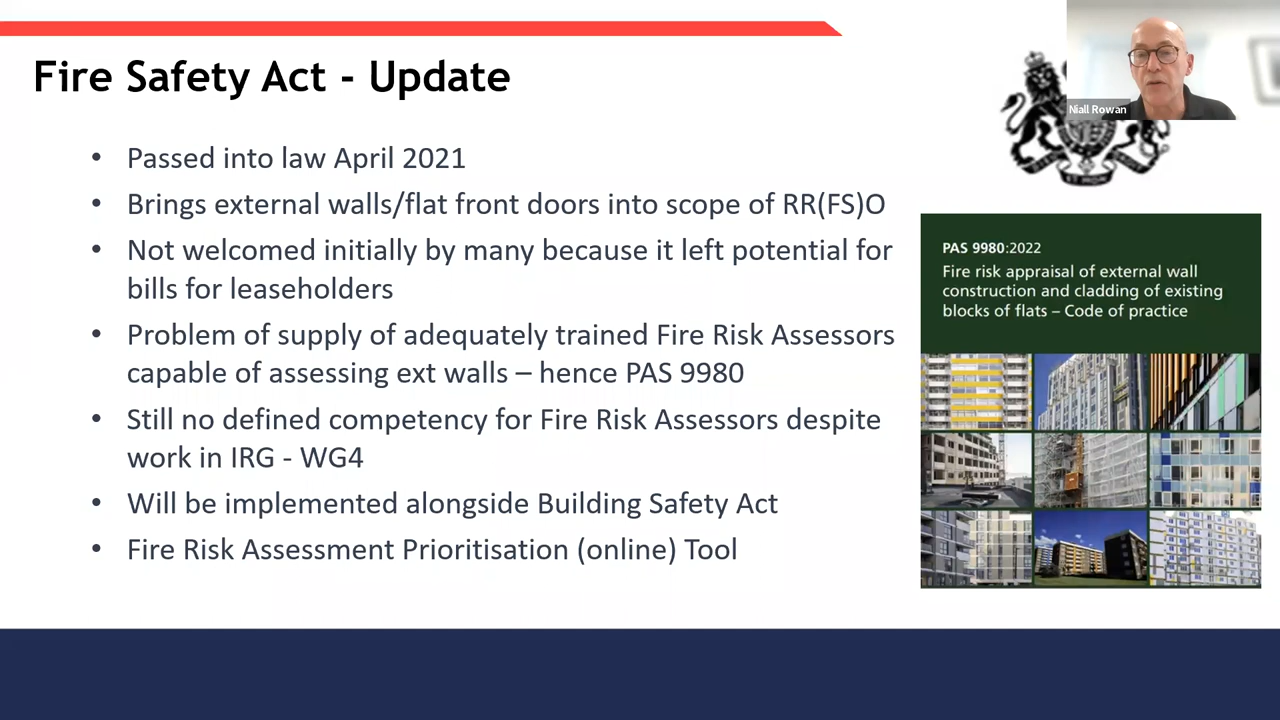 Fire Safety Act - Update
Niall Rowan
• Passed into law April 2021
• Brings external walls/flat front doors into scope of RR(FS)O
• Not welcomed initially by many because it left potential for
bills for leaseholders
• Problem of supply of adequately trained Fire Risk Assessors
capable of assessing ext walls – hence PAS 9980
• Still no defined competency for Fire Risk Assessors despite
work in IRG - WG4
• Will be implemented alongside Building Safety Act
• Fire Risk Assessment Prioritisation (online) Tool
PAS 9980:2022
Fire risk appraisal of external wall
construction and cladding of existing
blocks of flats – Code of practice